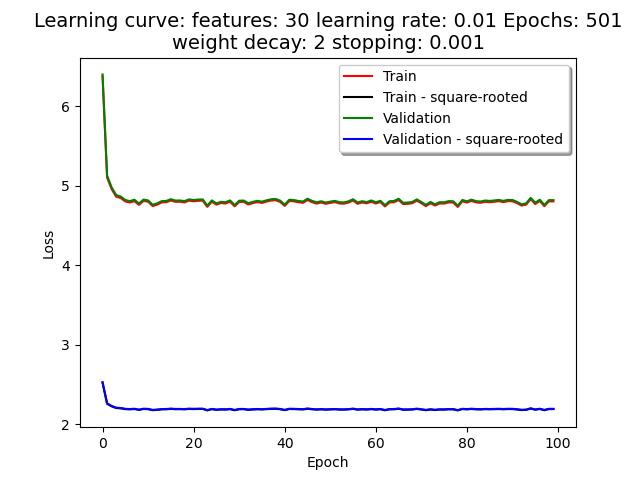 Learning curve: features: 30 learning rate: 0.01 Epochs: 501
weight decay: 2 stopping: 0.001
Train
Train - square-rooted
Validation
Validation - square-rooted
6
5
4
3
2
Loss
0 20 40 60 80 100
Epoch